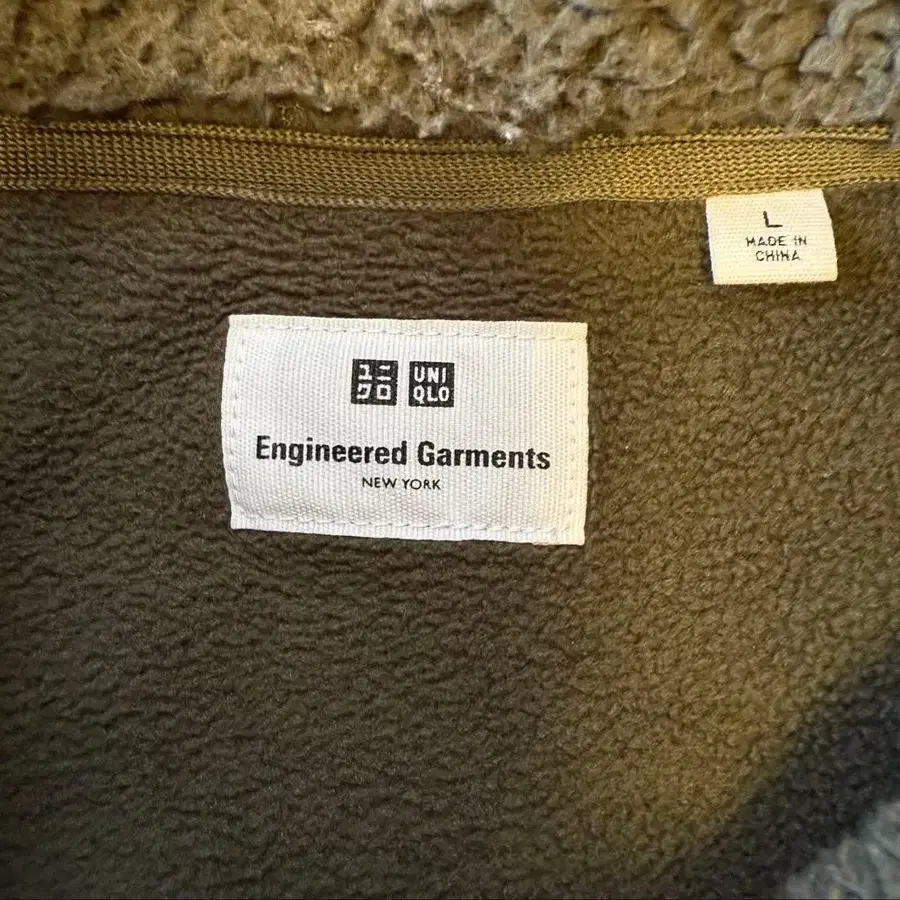 L
MADE IN
CHINA
ユニ UNI
クロ QLO
Engineered Garments
NEW YORK